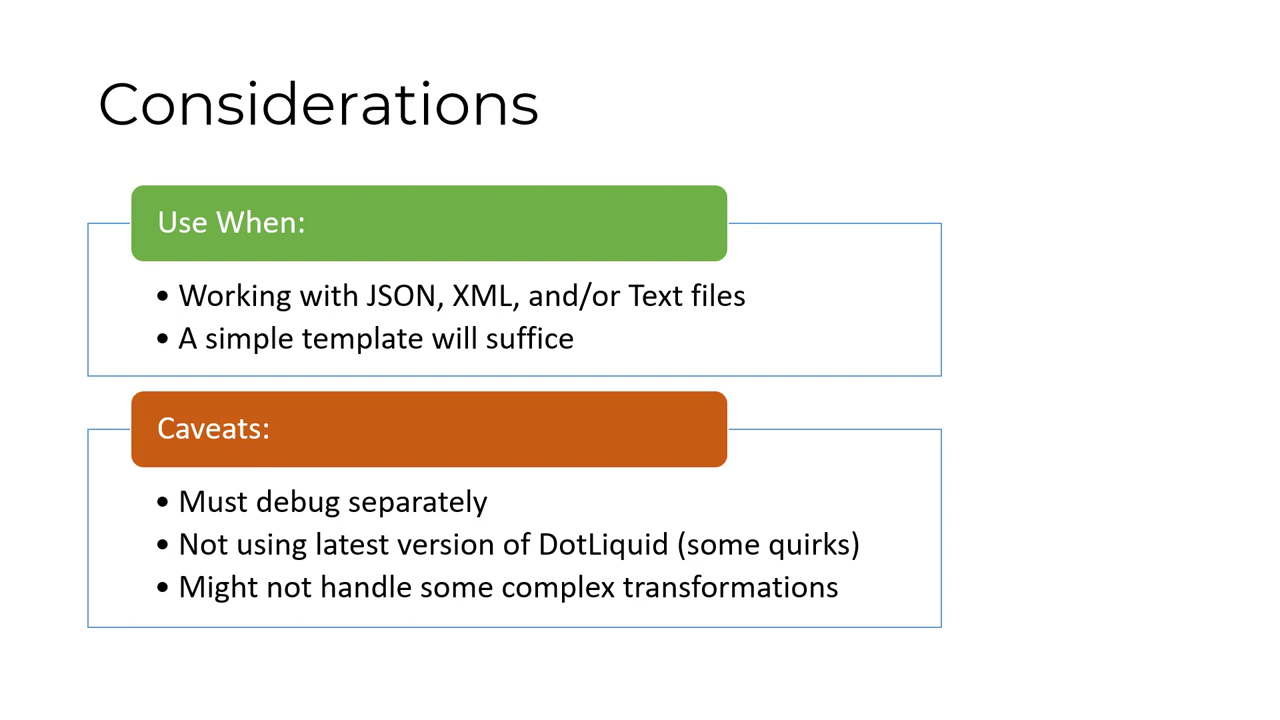 Considerations
Use When:
• Working with JSON, XML, and/or Text files
• A simple template will suffice
Caveats:
• Must debug separately
• Not using latest version of DotLiquid (some quirks)
• Might not handle some complex transformations